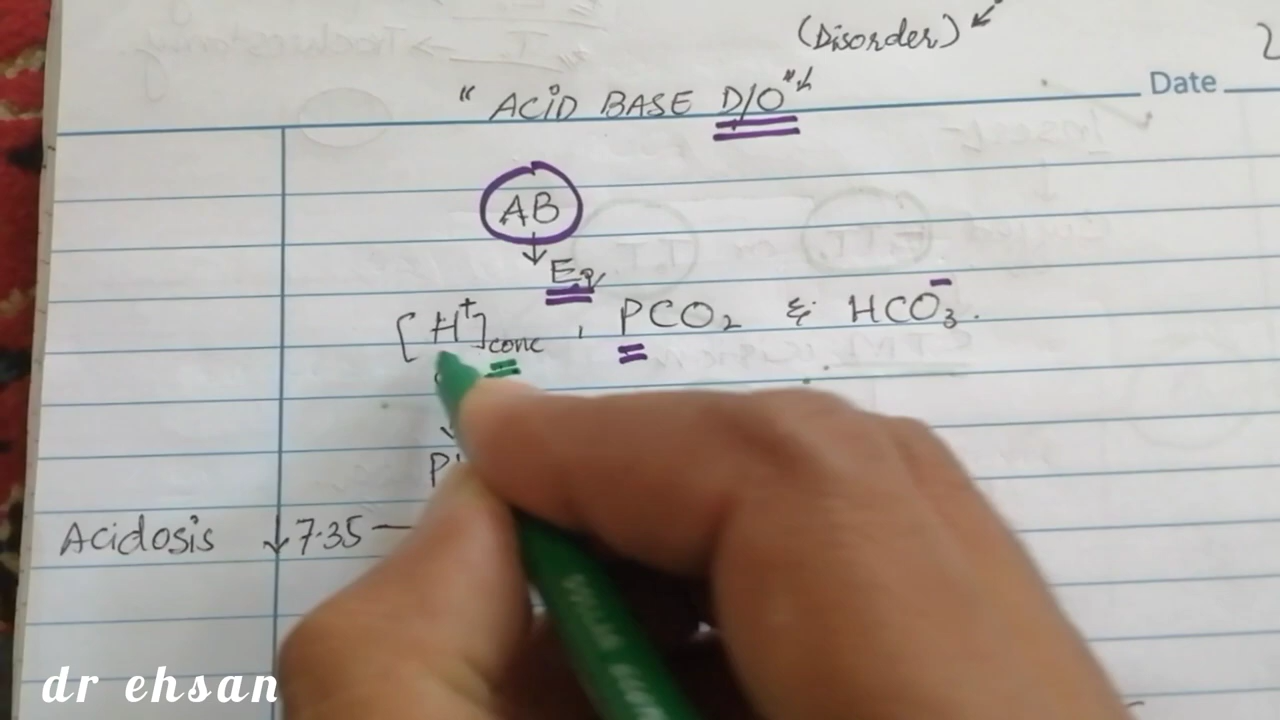 (Disorder)
" ACID BASE D/O "
Date
AB
Eq
[H+]conc , PCO2 & HCO3-.
Acidosis ↓ 7.35 —
dr ehsan